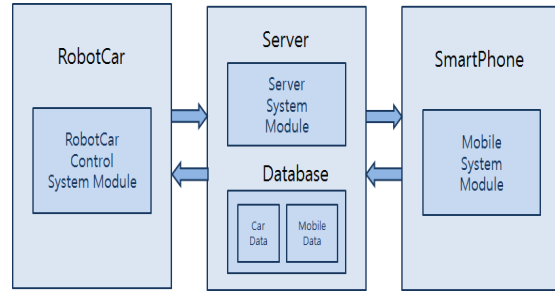 RobotCar
RobotCar
Control
System Module
Server
Server
System
Module
Database
Car
Data
Mobile
Data
SmartPhone
Mobile
System
Module